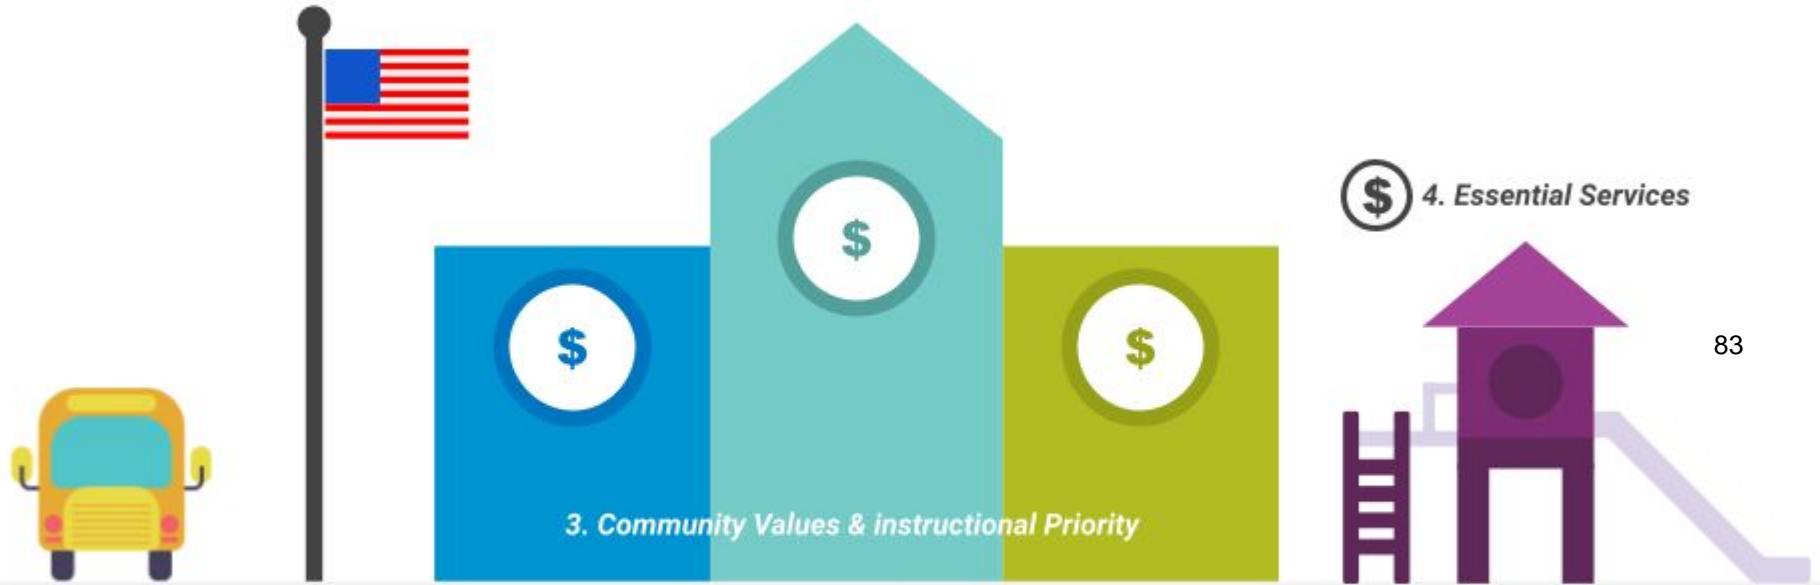 $
$ 4. Essential Services
$
$
83
3. Community Values & instructional Priority